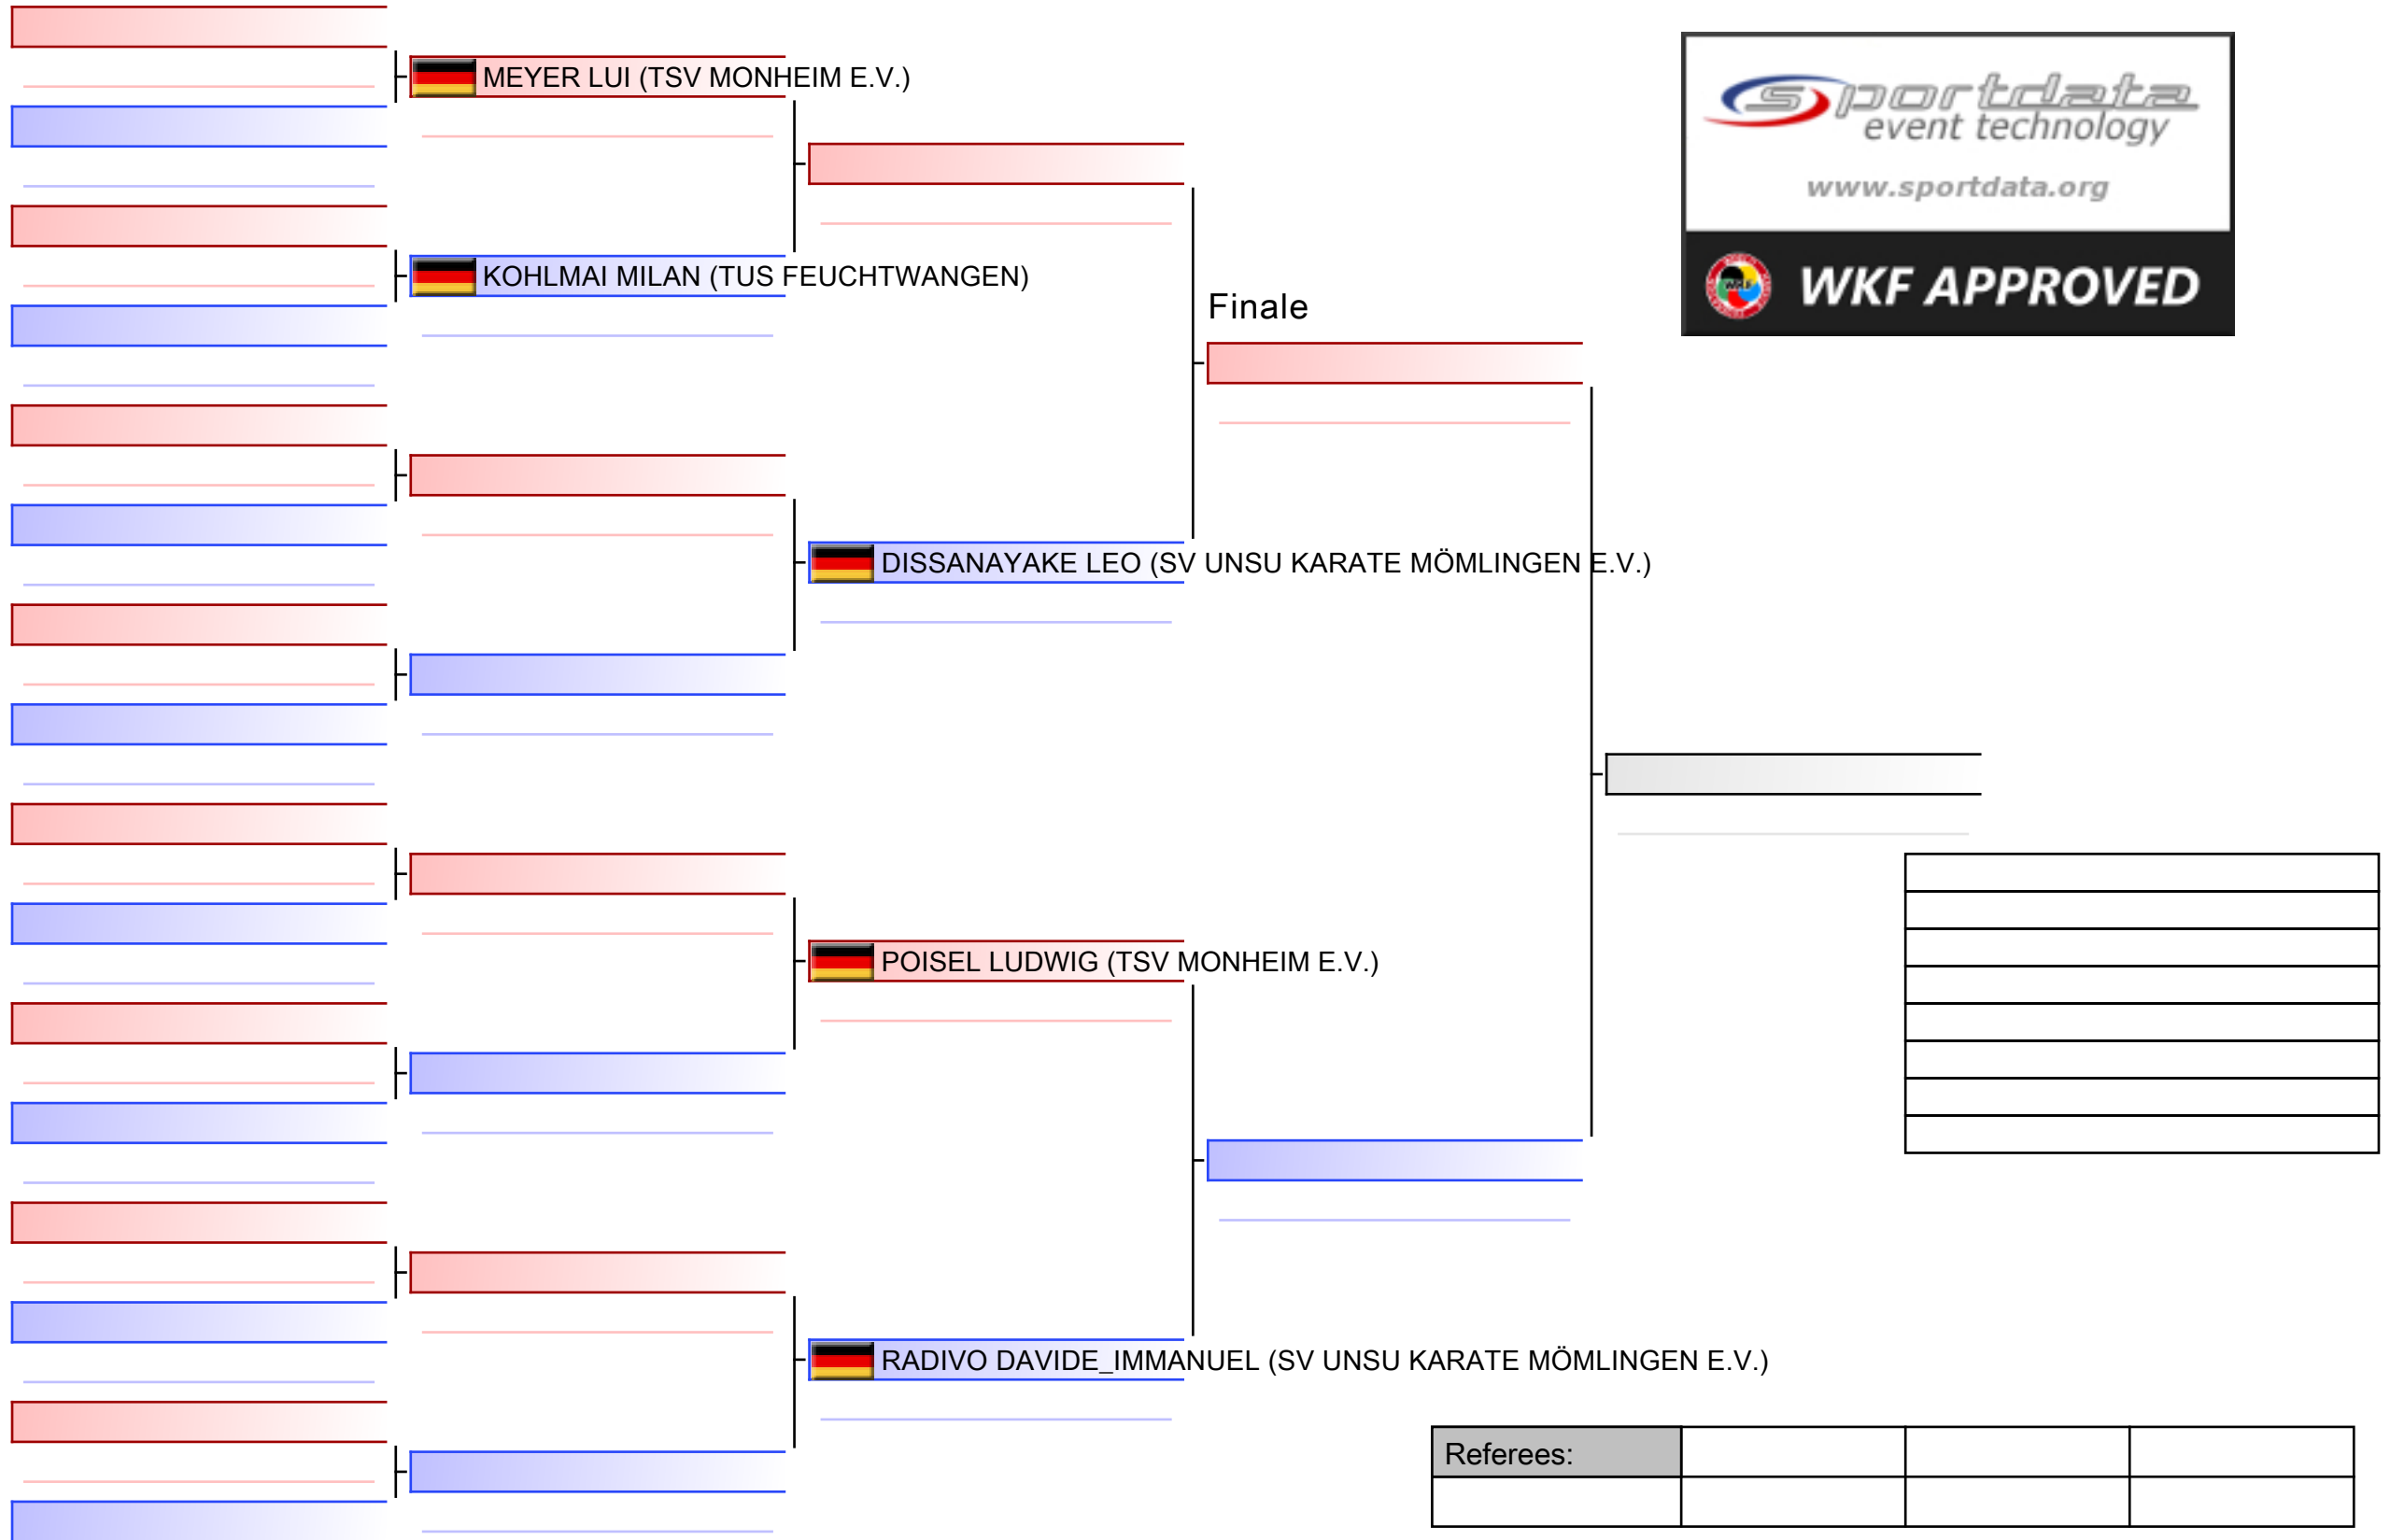 MEYER LUI (TSV MONHEIM E.V.)
KOHLMAI MILAN (TUS FEUCHTWANGEN)
DISSANAYAKE LEO (SV UNSU KARATE MÖMLINGEN E.V.)
POISEL LUDWIG (TSV MONHEIM E.V.)
RADIVO DAVIDE_IMMANUEL (SV UNSU KARATE MÖMLINGEN E.V.)
Finale
sportdata
event technology
www.sportdata.org
WKF
WKF APPROVED
Referees: